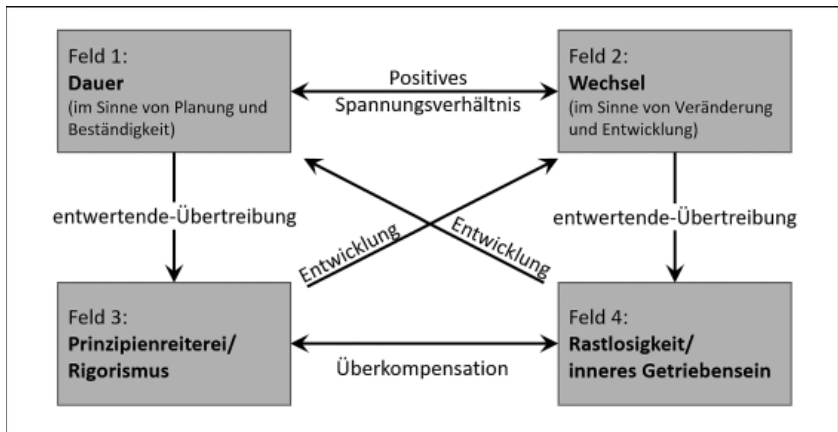 Feld 1:
Dauer
(im Sinne von Planung und
Beständigkeit)
Positives
Spannungsverhältnis
Feld 2:
Wechsel
(im Sinne von Veränderung
und Entwicklung)
entwertende-Übertreibung
Entwicklung
Entwicklung
entwertende-Übertreibung
Feld 3:
Prinzipienreiterei/
Rigorismus
Überkompensation
Feld 4:
Rastlosigkeit/
inneres Getriebensein